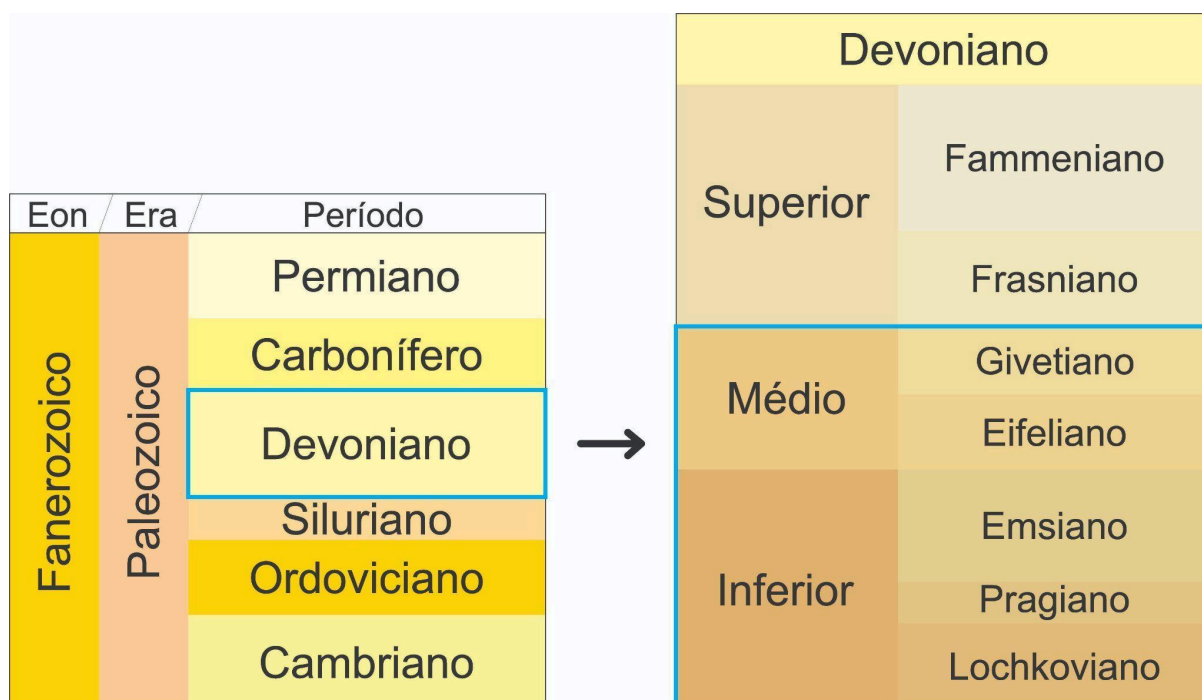 Eon / Era / Período
Fanerozoico
Paleozoico
Permiano
Carbonífero
Devoniano
Siluriano
Ordoviciano
Cambriano
Devoniano
Superior
Fammeniano
Frasniano
Médio
Givetiano
Eifeliano
Inferior
Emsiano
Pragiano
Lochkoviano